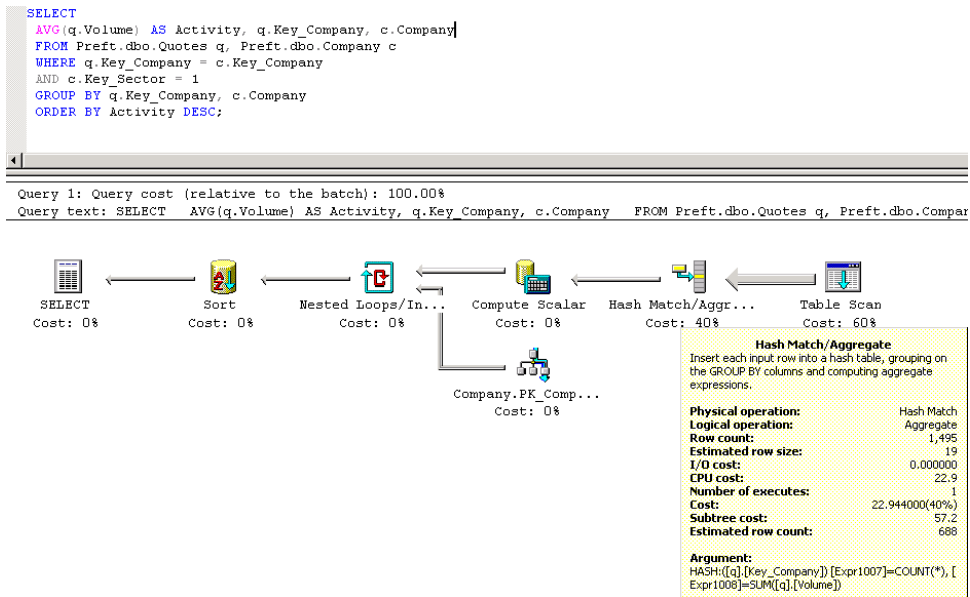 SELECT
AVG(q.Volume) AS Activity, q.Key_Company, c.Company
FROM Preft.dbo.Quotes q, Preft.dbo.Company c
WHERE q.Key_Company = c.Key_Company
AND c.Key_Sector = 1
GROUP BY q.Key_Company, c.Company
ORDER BY Activity DESC;
Query 1: Query cost (relative to the batch): 100.00%
Query text: SELECT AVG(q.Volume) AS Activity, q.Key_Company, c.Company FROM Preft.dbo.Quotes q, Preft.dbo.Compan
SELECT
Cost: 0%
Sort
Cost: 0%
Nested Loops/In...
Cost: 0%
Compute Scalar
Cost: 0%
Hash Match/Aggr...
Cost: 40%
Table Scan
Cost: 60%
Company.PK_Comp...
Cost: 0%
Hash Match/Aggregate
Insert each input row into a hash table, grouping on
the GROUP BY columns and computing aggregate
expressions.
Physical operation: Hash Match
Logical operation: Aggregate
Row count: 1,495
Estimated row size: 19
I/O cost: 0.000000
CPU cost: 22.9
Number of executes: 1
Cost: 22.944000(40%)
Subtree cost: 57.2
Estimated row count: 688
Argument:
HASH:([q].[Key_Company]) [Expr1007]=COUNT(*), [
Expr1008]=SUM([q].[Volume])